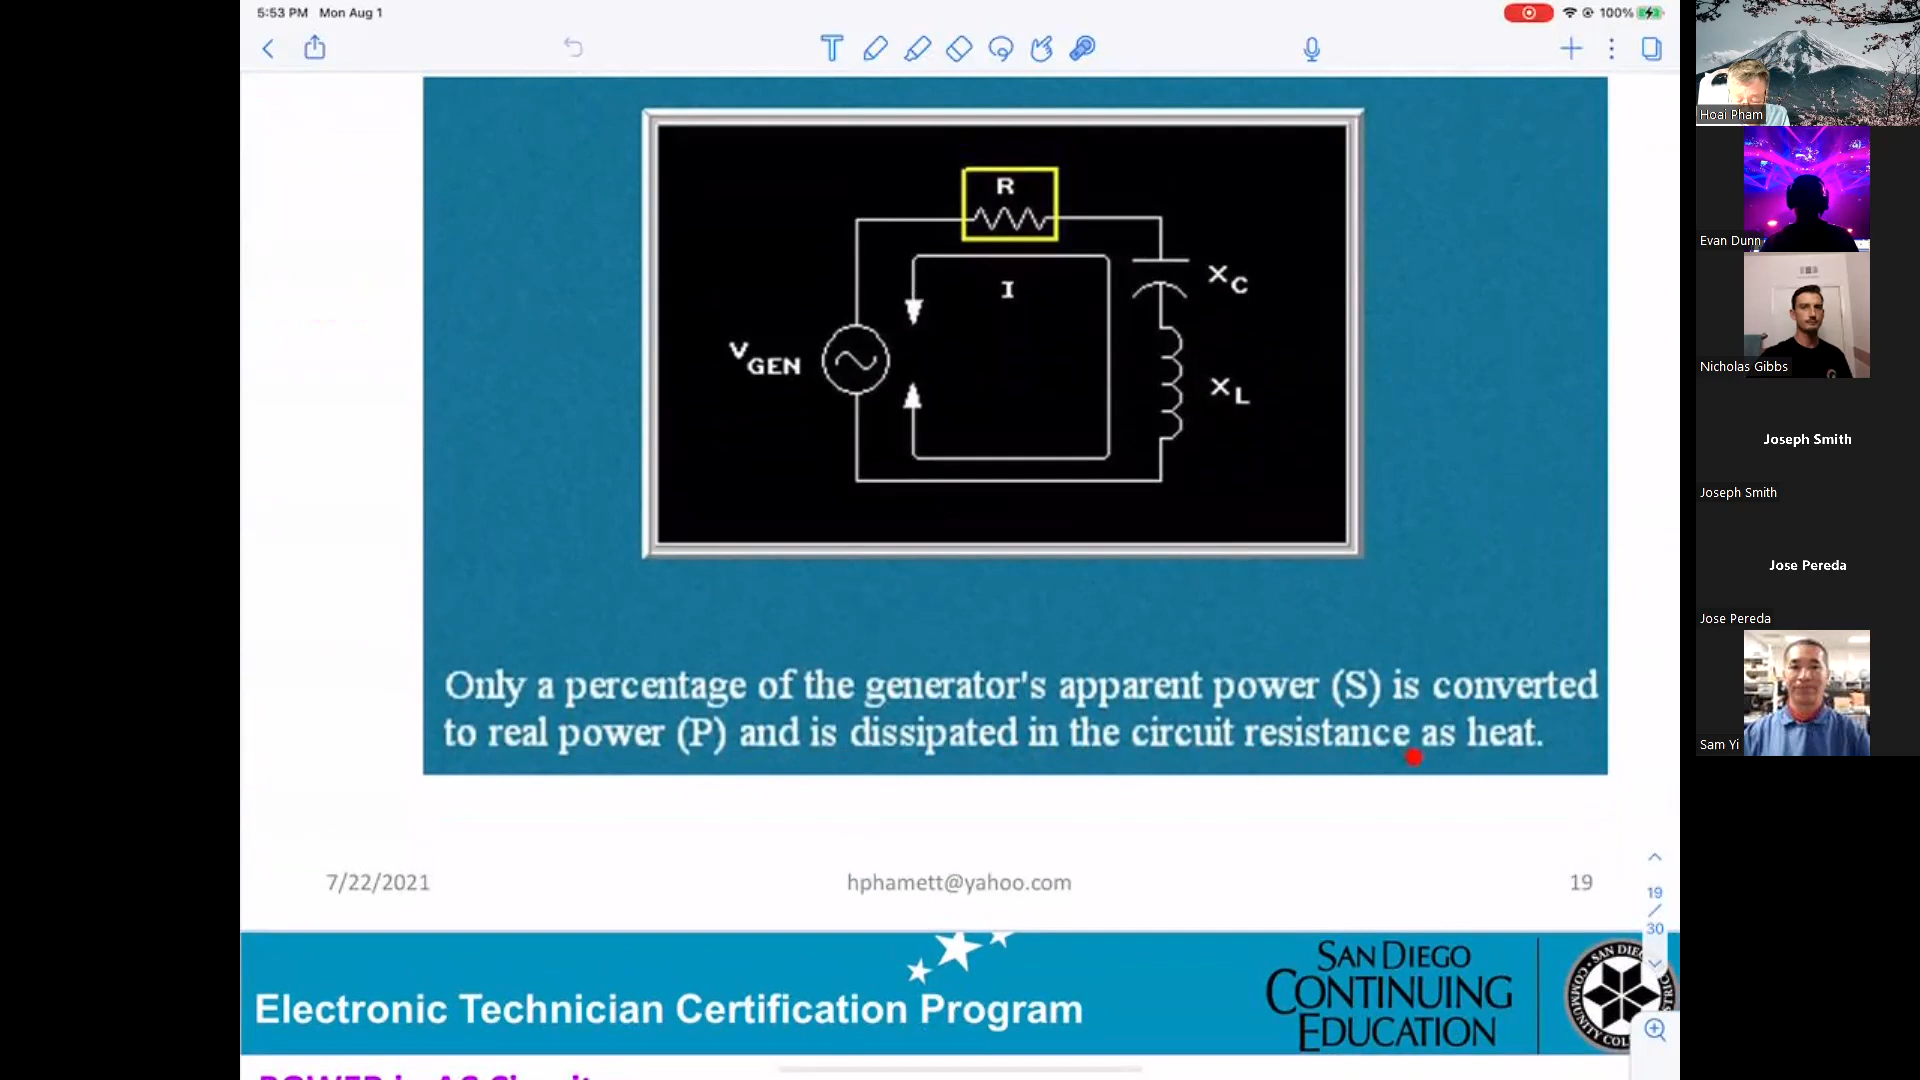 5:53 PM Mon Aug 1
100%
R
I
XC
XL
VGEN
Only a percentage of the generator's apparent power (S) is converted
to real power (P) and is dissipated in the circuit resistance as heat.
7/22/2021
hphamett@yahoo.com
19
19
/
30
Electronic Technician Certification Program
SAN DIEGO
CONTINUING
EDUCATION
Hoai Pham
Evan Dunn
Nicholas Gibbs
Joseph Smith
Joseph Smith
Jose Pereda
Jose Pereda
Sam Yi